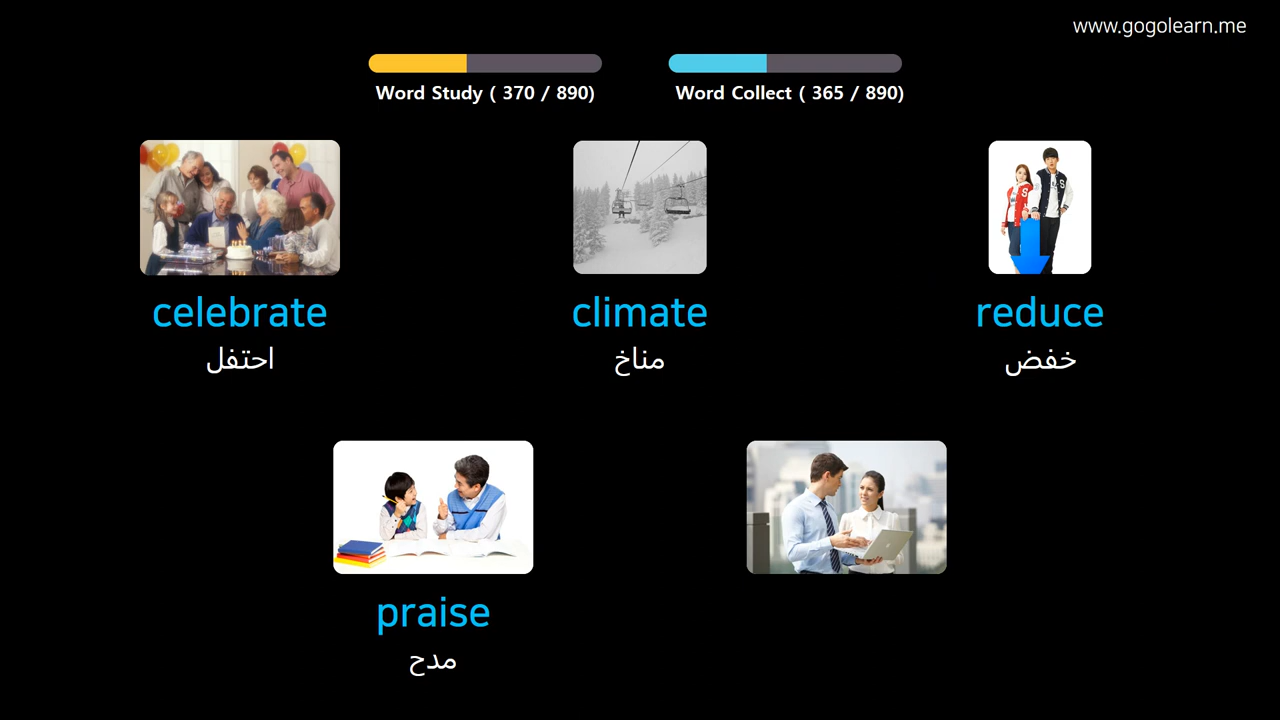 www.gogolearn.me
Word Study ( 370 / 890)
Word Collect ( 365 / 890)
celebrate
احتفل
climate
مناخ
reduce
خفض
praise
مدح